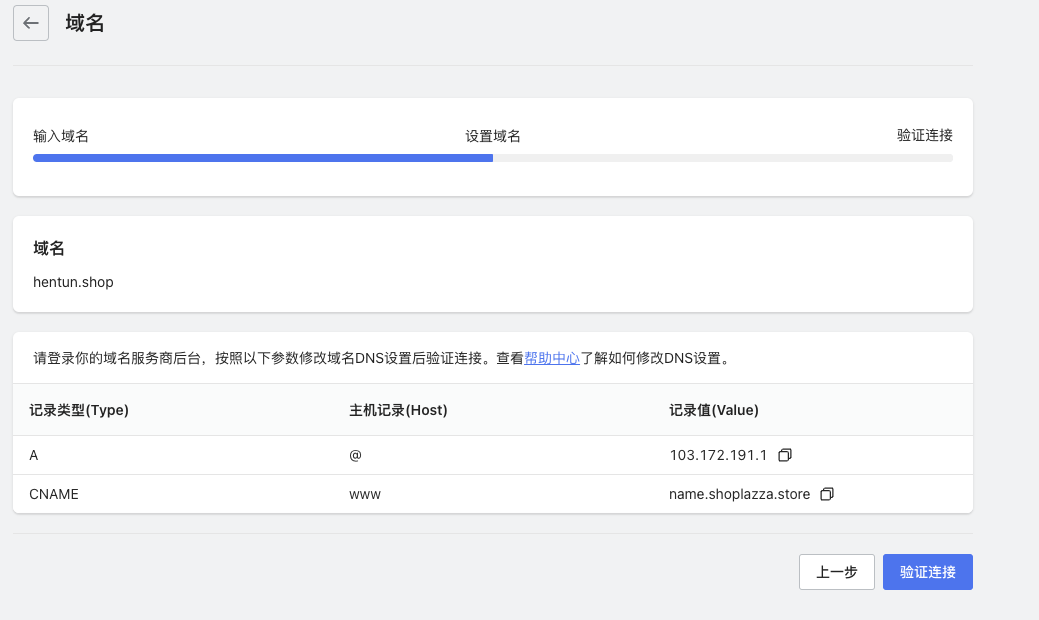 域名
输入域名 设置域名 验证连接
域名
hentun.shop
请登录你的域名服务商后台，按照以下参数修改域名DNS设置后验证连接。查看帮助中心了解如何修改DNS设置。
记录类型(Type) 主机记录(Host) 记录值(Value)
A @ 103.172.191.1
CNAME www name.shoplazza.store
上一步 验证连接